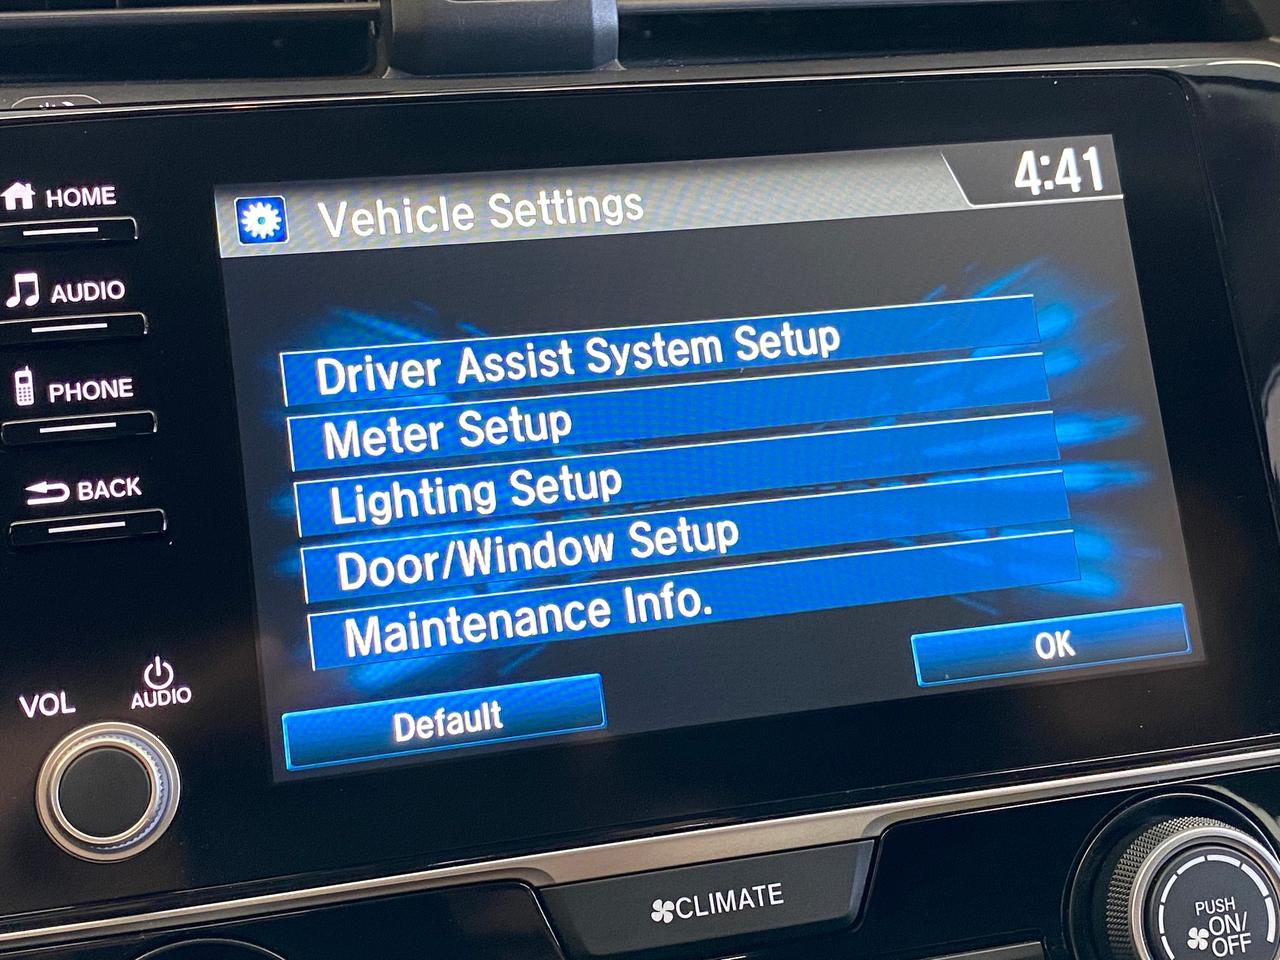 Vehicle Settings
4:41
HOME
AUDIO
PHONE
BACK
Driver Assist System Setup
Meter Setup
Lighting Setup
Door/Window Setup
Maintenance Info.
Default
OK
VOL
AUDIO
CLIMATE
PUSH
ON/
OFF